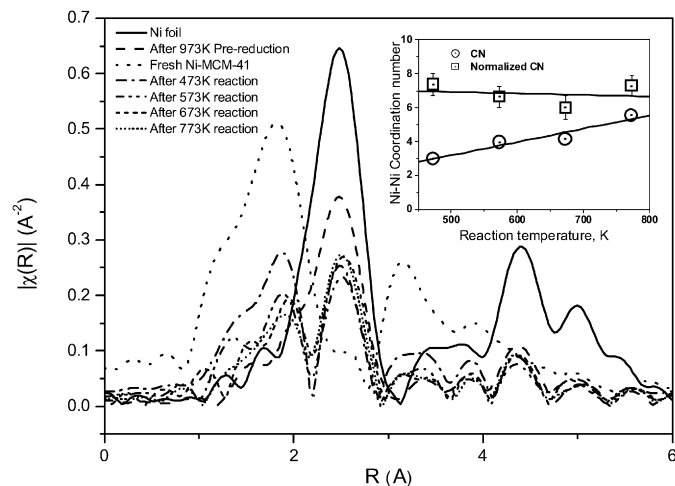 Ni foil
After 973K Pre-reduction
Fresh Ni-MCM-41
After 473K reaction
After 573K reaction
After 673K reaction
After 773K reaction
CN
Normalized CN
Ni-Ni Coordination number
10
8
6
4
2
0
500 600 700 800
Reaction temperature, K
|χ(R)| (A⁻²)
0.7
0.6
0.5
0.4
0.3
0.2
0.1
0.0
0 2 4 6
R (A)